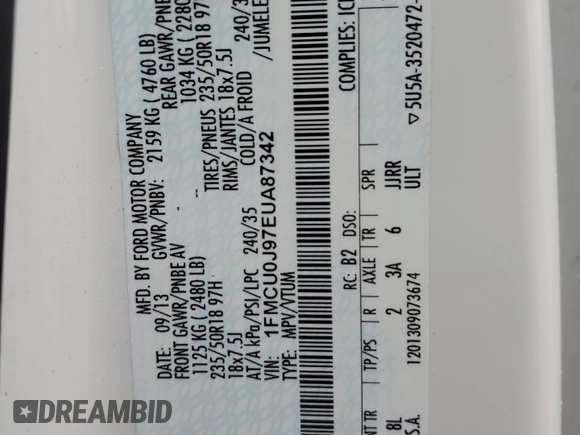 MFD. BY FORD MOTOR COMPANY
DATE: 09/13 GVWR/PNBV: 2159 KG ( 4760 LB)
FRONT GAWR/PNBE AV REAR GAWR/PNBE
1125 KG ( 2480 LB) 1034 KG ( 2280
235/50R18 97H TIRES/PNEUS 235/50R18 97
18x7.5J RIMS/JANTES 18x7.5J
AT/A kPa/PSI/LPC 240/35 COLD/A FROID 240/3
VIN: 1FMCU0J97EUA87342 /JUMELE
TYPE: MPV/VTUM
RC: B2 DSO: COMPLIES: ICE
NT TR TP/PS R AXLE TR SPR
8L 2 3A 6 JJRR
S.A. 1201309073674 ULT ▽5U5A-3520472-
DREAMBID